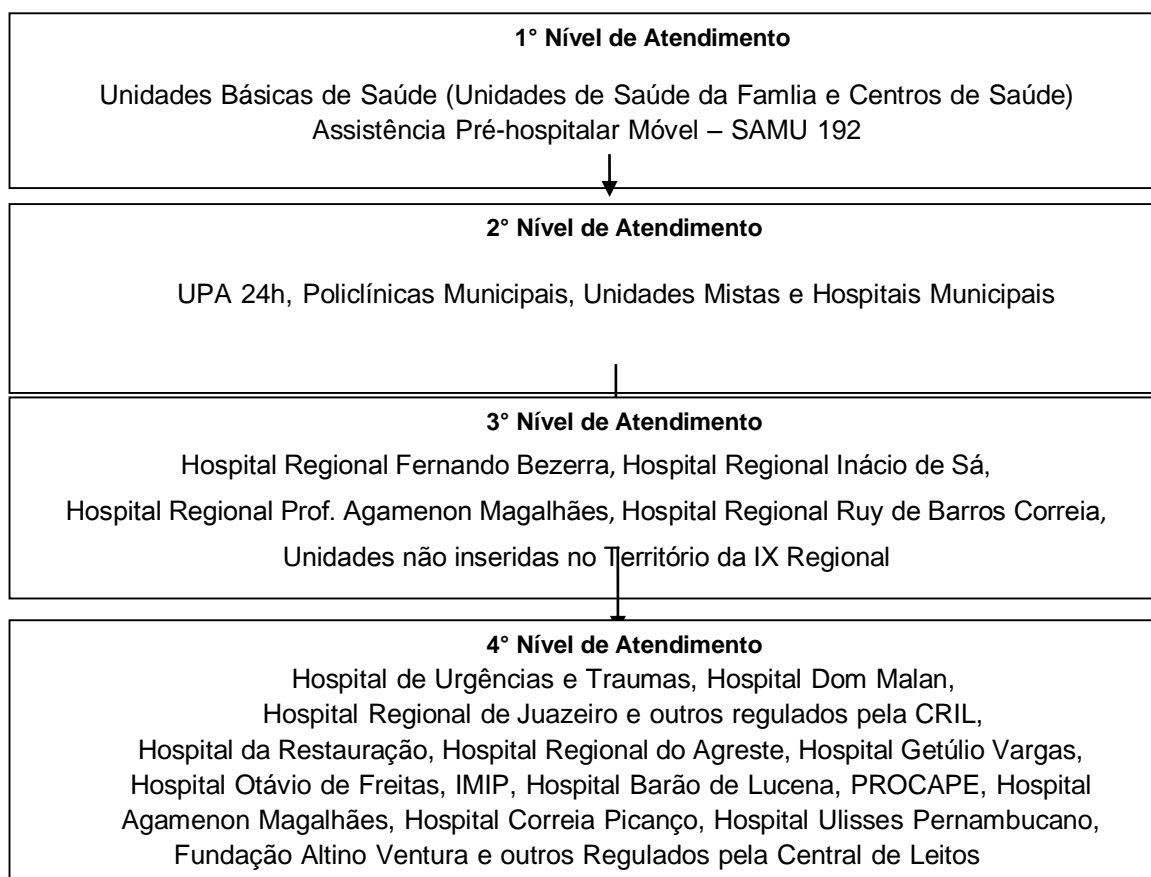 1° Nível de Atendimento
Unidades Básicas de Saúde (Unidades de Saúde da Famlia e Centros de Saúde)
Assistência Pré-hospitalar Móvel – SAMU 192
2° Nível de Atendimento
UPA 24h, Policlínicas Municipais, Unidades Mistas e Hospitais Municipais
3° Nível de Atendimento
Hospital Regional Fernando Bezerra, Hospital Regional Inácio de Sá,
Hospital Regional Prof. Agamenon Magalhães, Hospital Regional Ruy de Barros Correia,
Unidades não inseridas no Território da IX Regional
4° Nível de Atendimento
Hospital de Urgências e Traumas, Hospital Dom Malan,
Hospital Regional de Juazeiro e outros regulados pela CRIL,
Hospital da Restauração, Hospital Regional do Agreste, Hospital Getúlio Vargas,
Hospital Otávio de Freitas, IMIP, Hospital Barão de Lucena, PROCAPE, Hospital
Agamenon Magalhães, Hospital Correia Picanço, Hospital Ulisses Pernambucano,
Fundação Altino Ventura e outros Regulados pela Central de Leitos